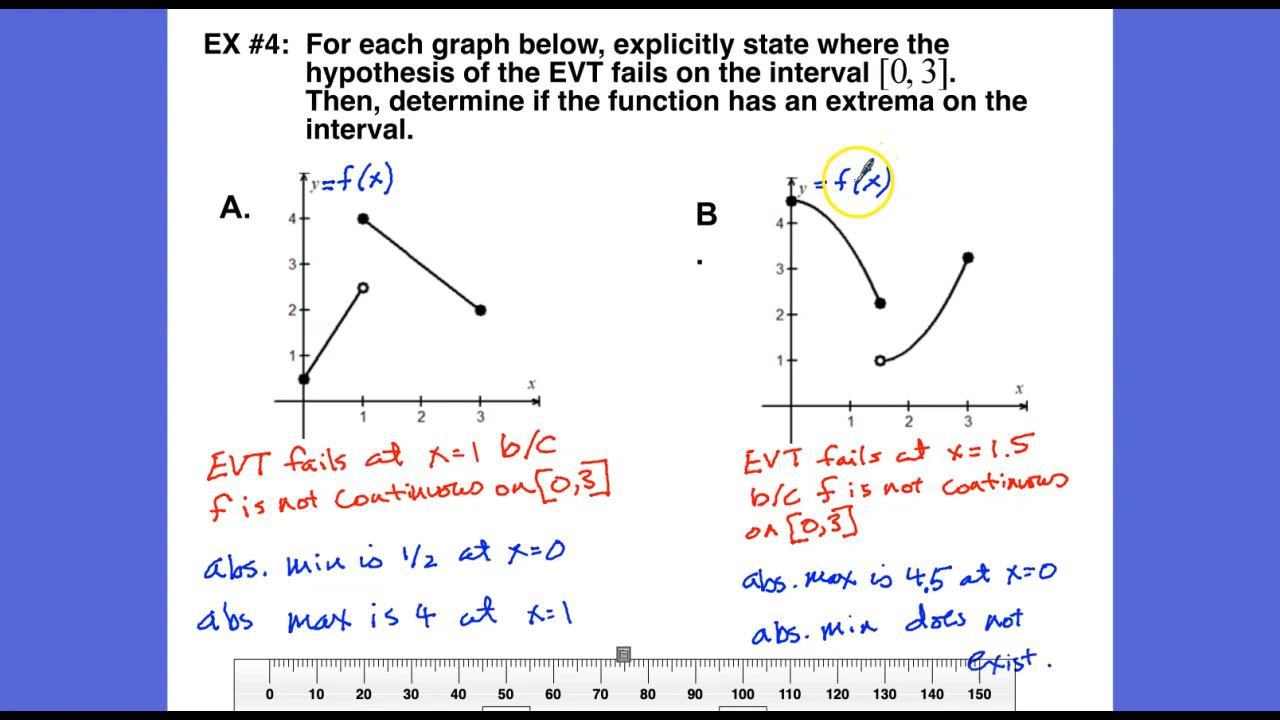 EX #4: For each graph below, explicitly state where the
hypothesis of the EVT fails on the interval [0, 3].
Then, determine if the function has an extrema on the
interval.
A.
y = f(x)
4
3
2
1
x
1 2 3
EVT fails at x=1 b/c
f is not continuous on [0,3]
abs. min is 1/2 at x=0
abs max is 4 at x=1
B
.
y = f(x)
4
3
2
1
x
1 2 3
EVT fails at x=1.5
b/c f is not continuous
on [0,3]
abs. max is 4.5 at x=0
abs. min does not
exist.
0 10 20 30 40 50 60 70 80 90 100 110 120 130 140 150